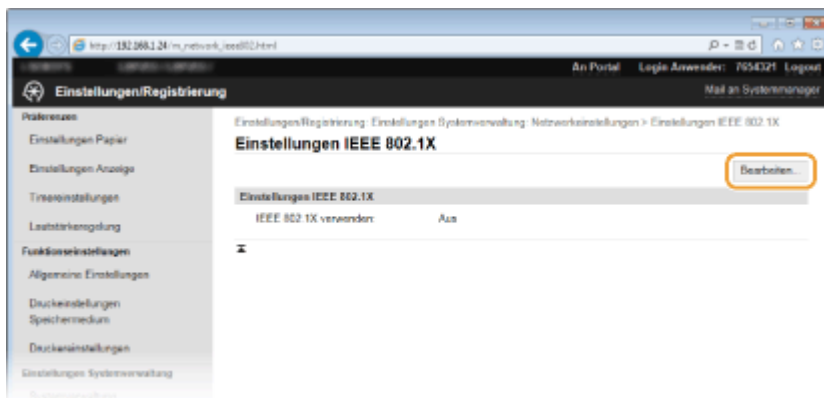 http://192.168.1.24/m_network_ieee802.html
An Portal Login Anwender: 7654321 Logout
Einstellungen/Registrierung
Mail an Systemmanager
Präferenzen
Einstellungen Papier
Einstellungen Anzeige
Timereinstellungen
Lautstärkeregelung
Funktionseinstellungen
Allgemeine Einstellungen
Druckeinstellungen
Speichermedium
Druckereinstellungen
Einstellungen Systemverwaltung
Einstellungen/Registrierung: Einstellungen Systemverwaltung: Netzwerkeinstellungen > Einstellungen IEEE 802.1X
Einstellungen IEEE 802.1X
Bearbeiten...
Einstellungen IEEE 802.1X
IEEE 802.1X verwenden: Aus